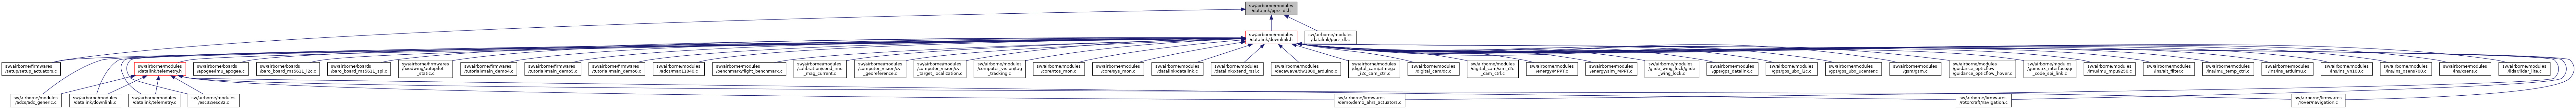 sw/airborne/modules
/datalink/pprz_dl.h
sw/airborne/modules
/datalink/downlink.h
sw/airborne/modules
/datalink/pprz_dl.c
sw/airborne/firmwares
/setup/setup_actuators.c
sw/airborne/modules
/datalink/telemetry.h
sw/airborne/boards
/apogee/imu_apogee.c
sw/airborne/boards
/baro_board_ms5611_i2c.c
sw/airborne/boards
/baro_board_ms5611_spi.c
sw/airborne/firmwares
/fixedwing/autopilot
_static.c
sw/airborne/firmwares
/tutorial/main_demo4.c
sw/airborne/firmwares
/tutorial/main_demo5.c
sw/airborne/firmwares
/tutorial/main_demo6.c
sw/airborne/modules
/adcs/max11040.c
sw/airborne/modules
/benchmark/flight_benchmark.c
sw/airborne/modules
/calibration/send_imu
_mag_current.c
sw/airborne/modules
/computer_vision/cv
_georeference.c
sw/airborne/modules
/computer_vision/cv
_target_localization.c
sw/airborne/modules
/computer_vision/tag
_tracking.c
sw/airborne/modules
/core/rtos_mon.c
sw/airborne/modules
/core/sys_mon.c
sw/airborne/modules
/datalink/datalink.c
sw/airborne/modules
/datalink/extend_nssi.c
sw/airborne/modules
/decawave/dw1000_arduino.c
sw/airborne/modules
/digital_cam/atmega
_i2c_cam_ctrl.c
sw/airborne/modules
/digital_cam/dc.c
sw/airborne/modules
/digital_cam/sim_i2c
_cam_ctrl.c
sw/airborne/modules
/energy/MPPT.c
sw/airborne/modules
/energy/sim_MPPT.c
sw/airborne/modules
/glide_wing_lock/glide
_wing_lock.c
sw/airborne/modules
/gps/gps_datalink.c
sw/airborne/modules
/gps/gps_ubx_i2c.c
sw/airborne/modules
/gps/gps_ubx_ucenter.c
sw/airborne/modules
/gsm/gsm.c
sw/airborne/modules
/guidance_opticflow
/guidance_opticflow_hover.c
sw/airborne/modules
_code_spi_link.c
sw/airborne/modules
/imu/imu_mpu9250.c
sw/airborne/modules
/ins/alt_filter.c
sw/airborne/modules
/ins/imu_temp_ctrl.c
sw/airborne/modules
/ins/ins_arduimu.c
sw/airborne/modules
/ins/ins_vn100.c
sw/airborne/modules
/ins/ins_xsens700.c
sw/airborne/modules
/ins/xsens.c
sw/airborne/modules
/lidar/lidar_lite.c
sw/airborne/modules
/adcs/adc_generic.c
sw/airborne/modules
/datalink/downlink.c
sw/airborne/modules
/datalink/telemetry.c
sw/airborne/modules
/esc32/esc32.c
sw/airborne/firmwares
/demo/demo_ahrs_actuators.c
sw/airborne/firmwares
/rotorcraft/navigation.c
sw/airborne/firmwares
/rover/navigation.c